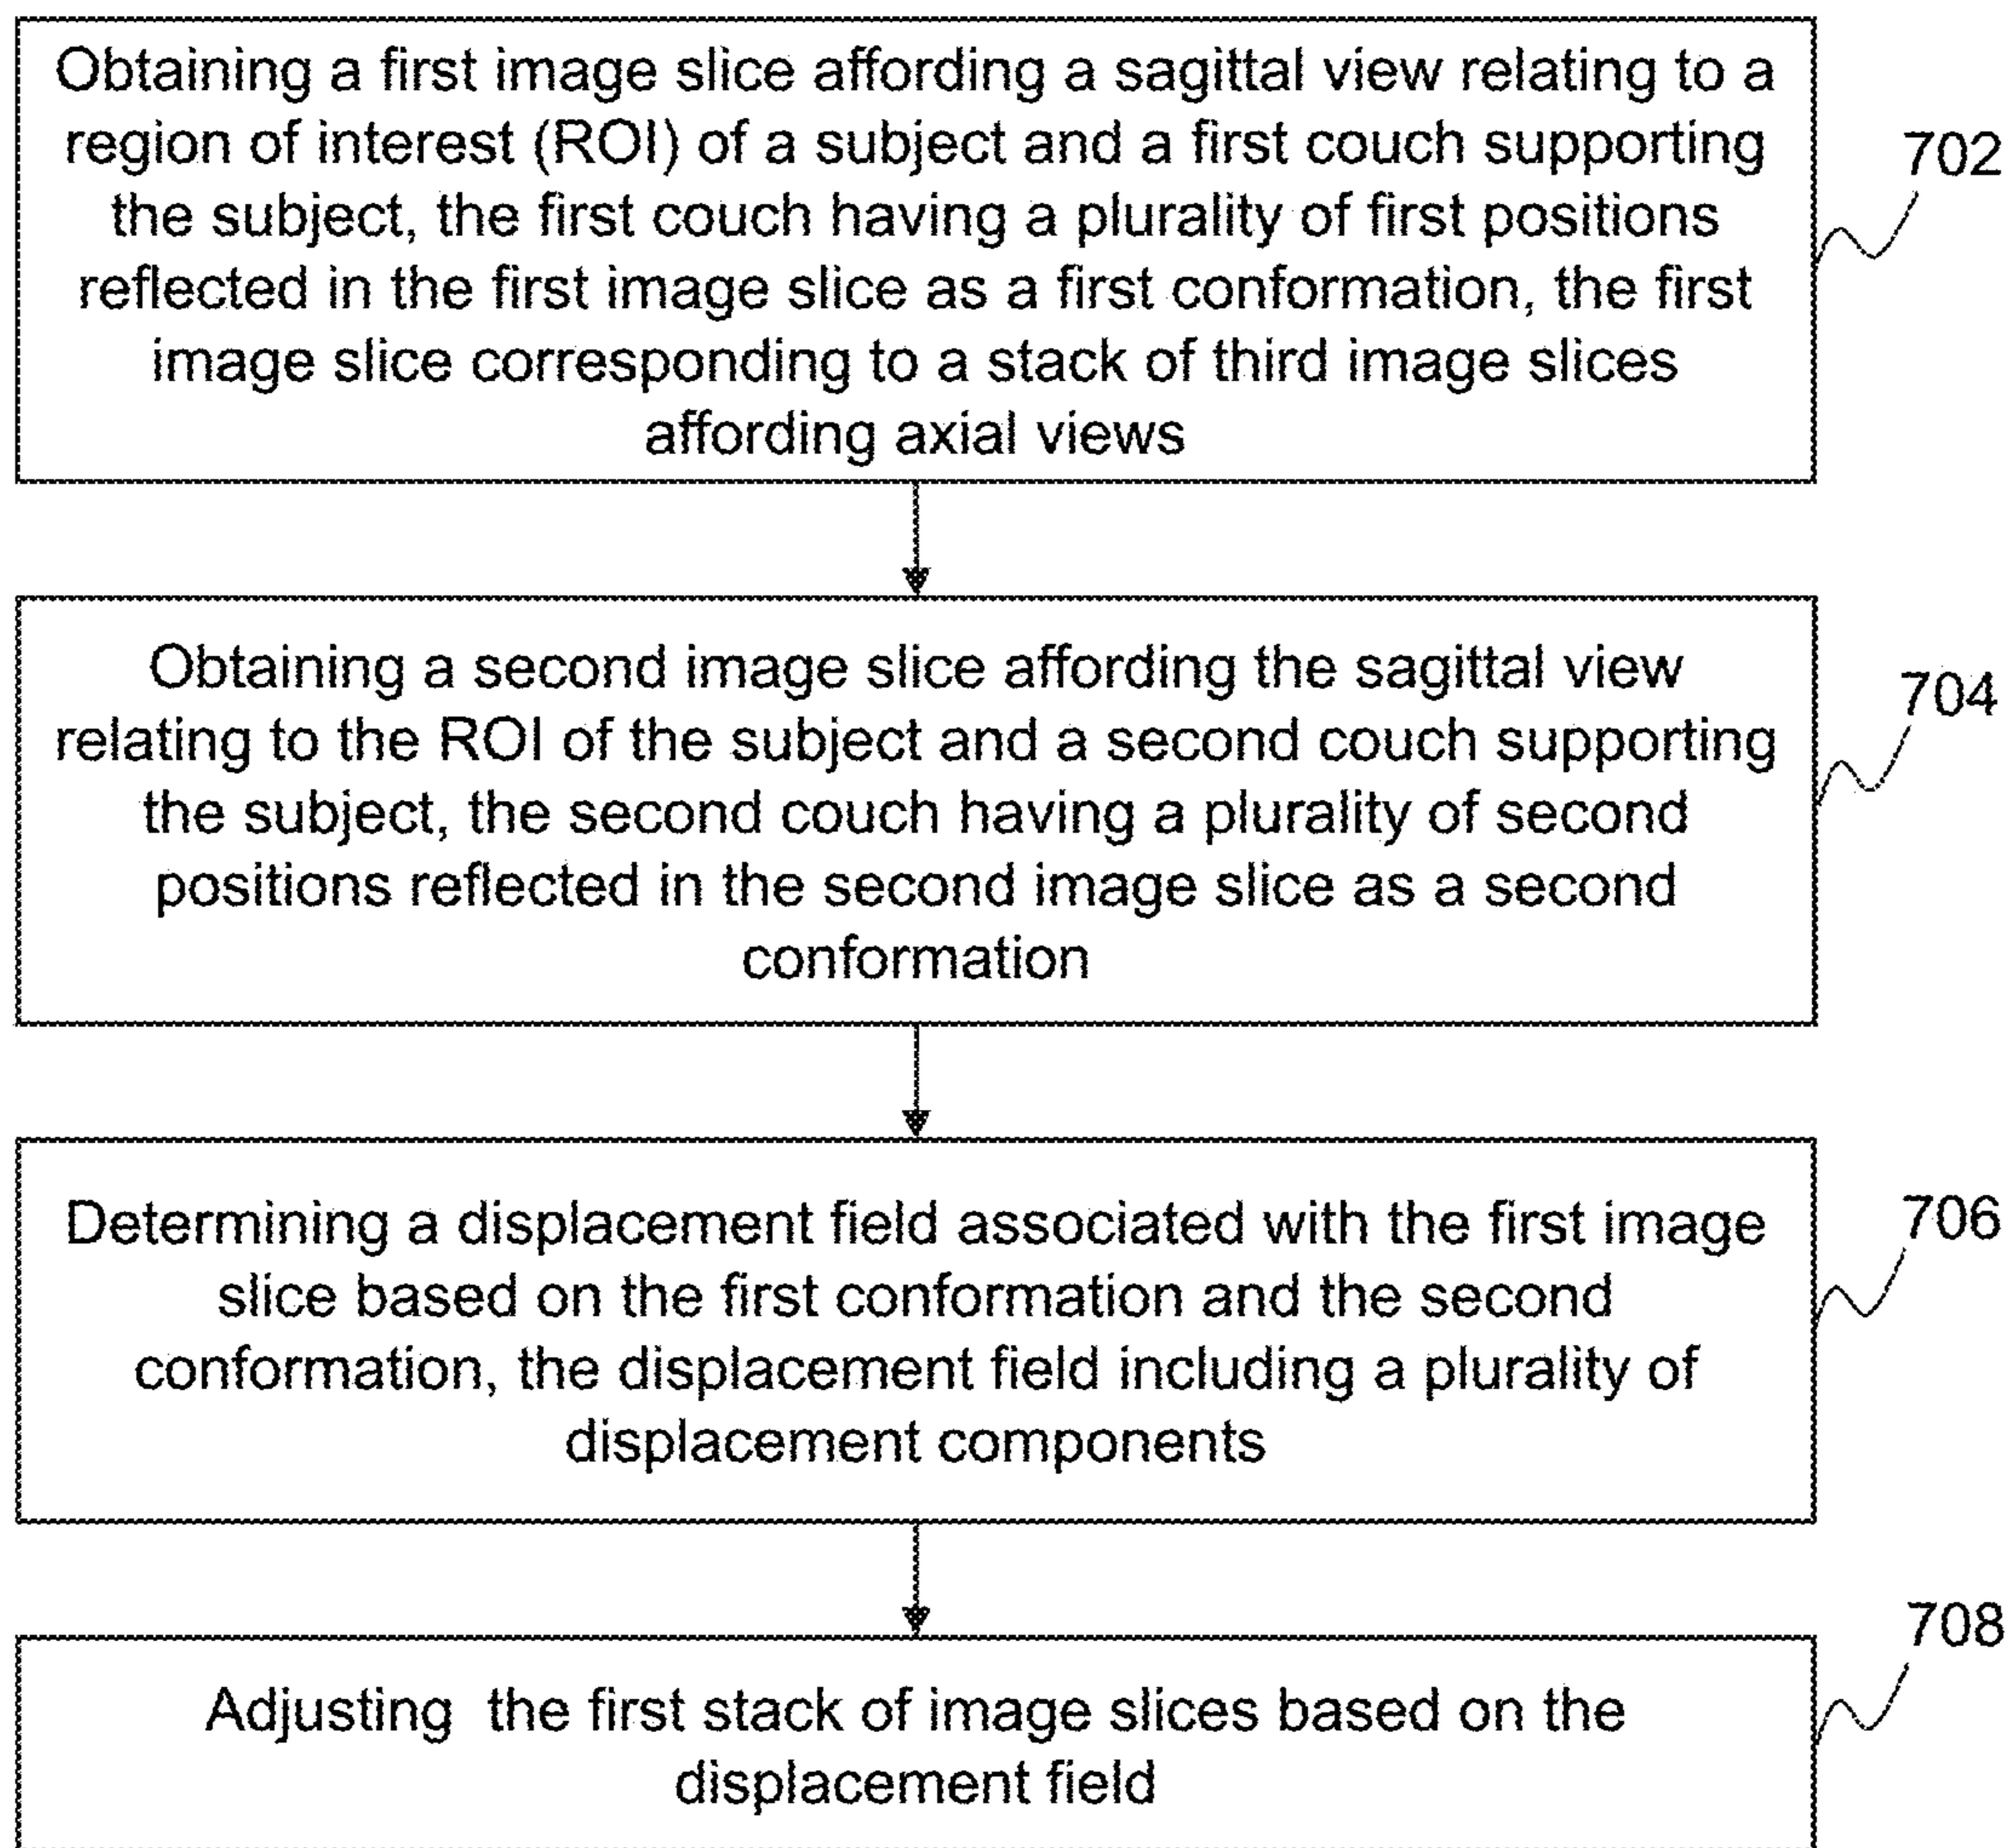 Obtaining a first image slice affording a sagittal view relating to a
region of interest (ROI) of a subject and a first couch supporting
the subject, the first couch having a plurality of first positions
reflected in the first image slice as a first conformation, the first
image slice corresponding to a stack of third image slices
affording axial views
702
Obtaining a second image slice affording the sagittal view
relating to the ROI of the subject and a second couch supporting
the subject, the second couch having a plurality of second
positions reflected in the second image slice as a second
conformation
704
Determining a displacement field associated with the first image
slice based on the first conformation and the second
conformation, the displacement field including a plurality of
displacement components
706
Adjusting the first stack of image slices based on the
displacement field
708